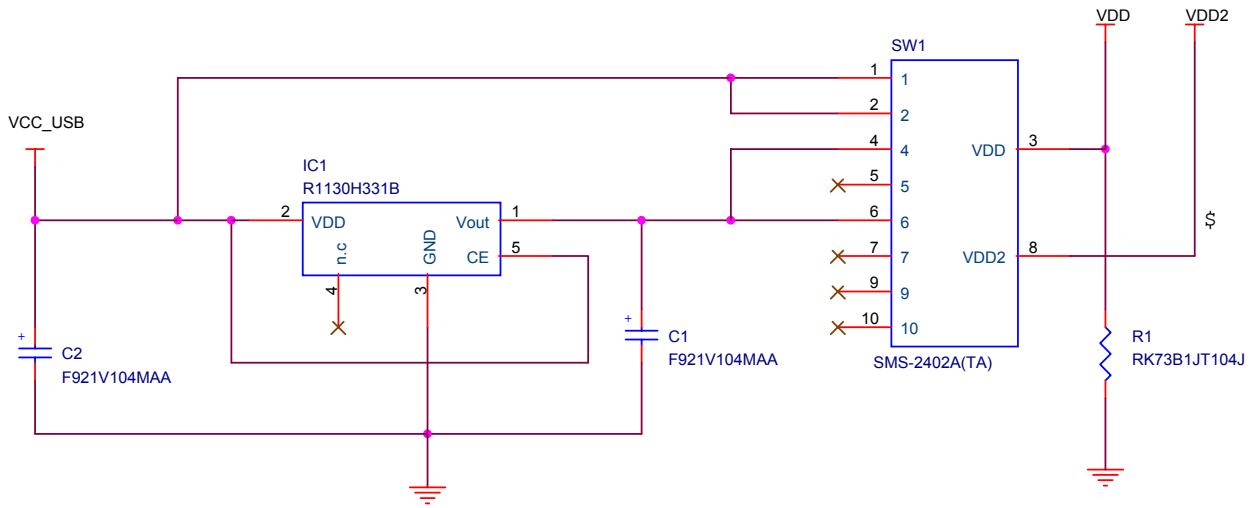 VDD
VDD2
SW1
1
1
2
2
VCC_USB
4
4
3
VDD
IC1
R1130H331B
5
5
2
VDD
Vout
1
6
6
n.c
GND
CE
5
7
7
VDD2
8
4
3
9
9
10
10
+
C2
F921V104MAA
+
C1
F921V104MAA
R1
RK73B1JT104J
SMS-2402A(TA)